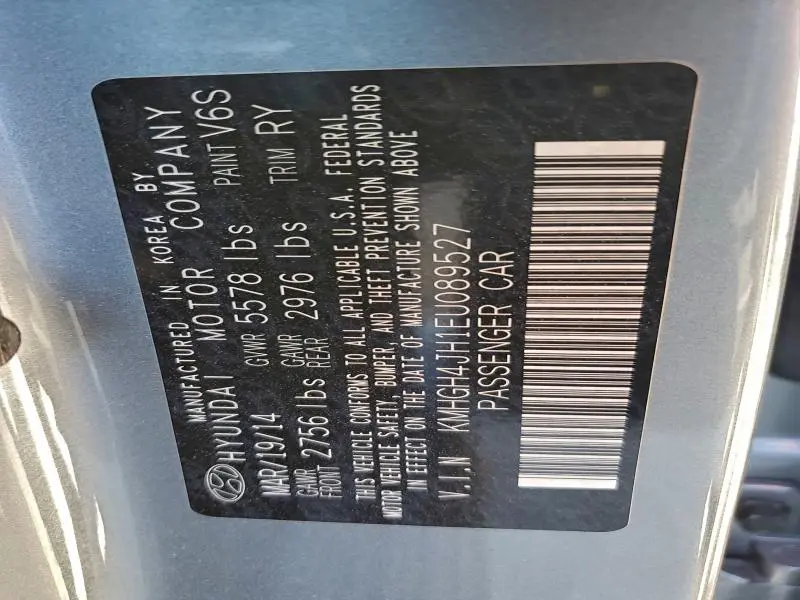 MANUFACTURED IN KOREA BY
HYUNDAI MOTOR COMPANY
MAR/19/14 GVWR 5578 lbs PAINT V6S
GAWR FRONT 2756 lbs GAWR REAR 2976 lbs TRIM RY
THIS VEHICLE CONFORMS TO ALL APPLICABLE U.S.A. FEDERAL
MOTOR VEHICLE SAFETY, BUMPER, AND THEFT PREVENTION STANDARDS
IN EFFECT ON THE DATE OF MANUFACTURE SHOWN ABOVE
V.I.N KMHGH4JH1EU089527
PASSENGER CAR